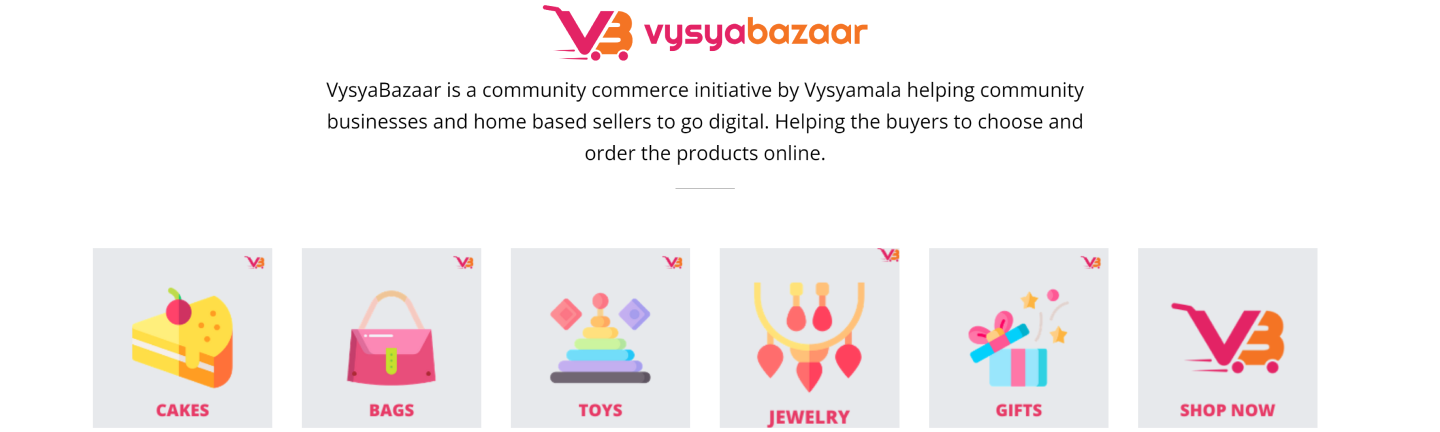 VB vysyabazaar
VysyaBazaar is a community commerce initiative by Vysyamala helping community
businesses and home based sellers to go digital. Helping the buyers to choose and
order the products online.
VB VB VB VB VB
VB
CAKES BAGS TOYS JEWELRY GIFTS SHOP NOW